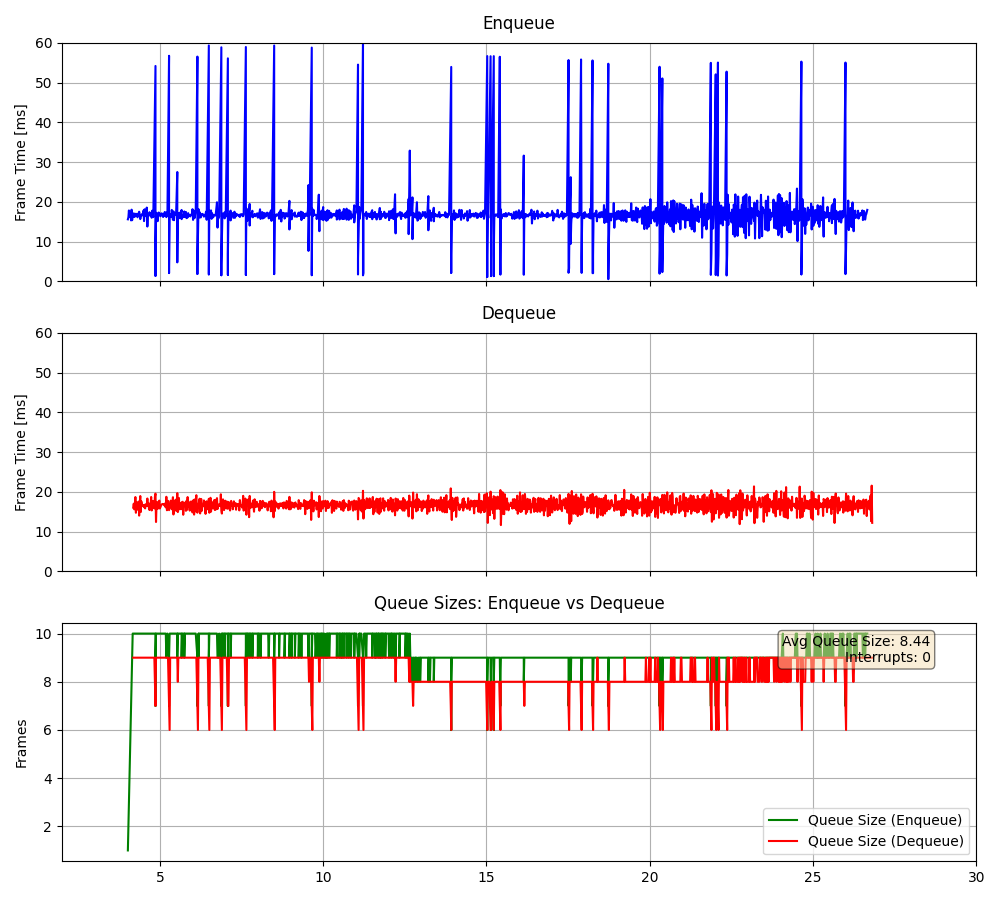 Enqueue
60
50
40
30
20
10
0
Frame Time [ms]
Dequeue
60
50
40
30
20
10
0
Frame Time [ms]
Queue Sizes: Enqueue vs Dequeue
10
8
6
4
2
Frames
Avg Queue Size: 8.44
Interrupts: 0
Queue Size (Enqueue)
Queue Size (Dequeue)
5 10 15 20 25 30